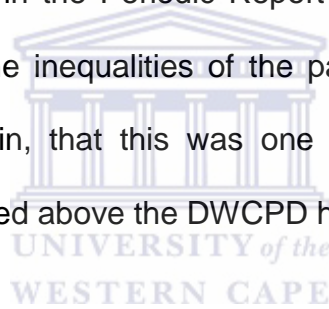 in the Periodic Report
e inequalities of the pa
in, that this was one
ed above the DWCPD h
UNIVERSITY of the
WESTERN CAPE